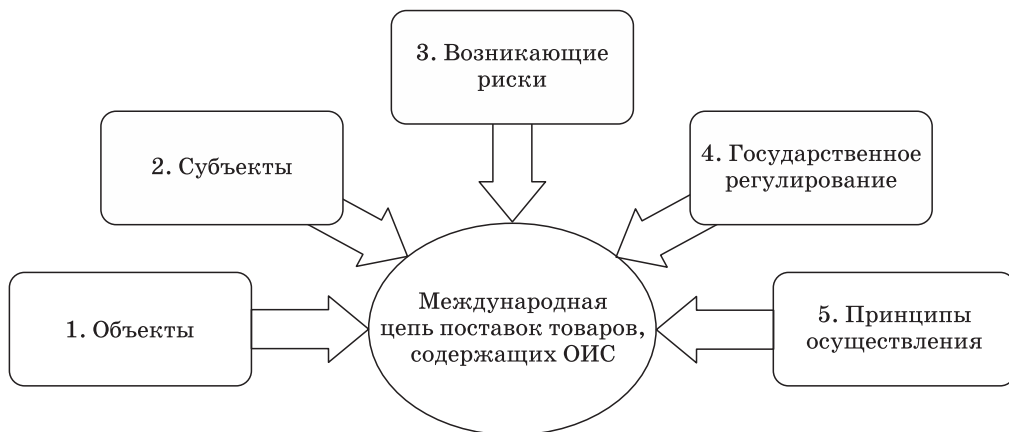 3. Возникающие
риски
2. Субъекты
4. Государственное
регулирование
1. Объекты
Международная
цепь поставок товаров,
содержащих ОИС
5. Принципы
осуществления